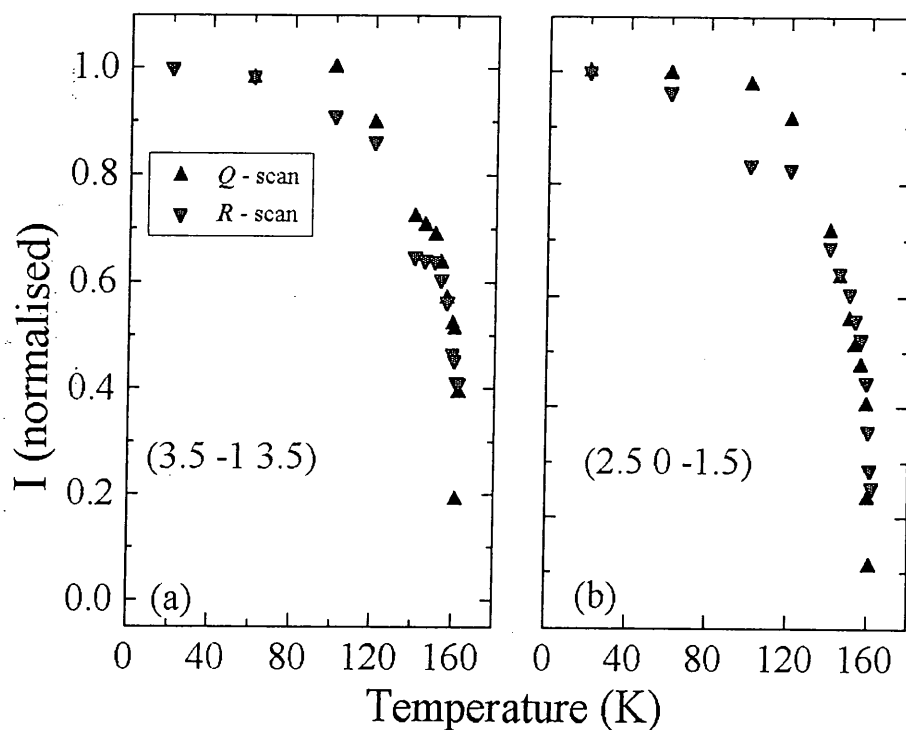 I (normalised)
1.0
0.8
0.6
0.4
0.2
0.0
Q - scan
R - scan
(3.5 -1 3.5)
(2.5 0 -1.5)
(a)
(b)
0 40 80 120 160
0 40 80 120 160
Temperature (K)